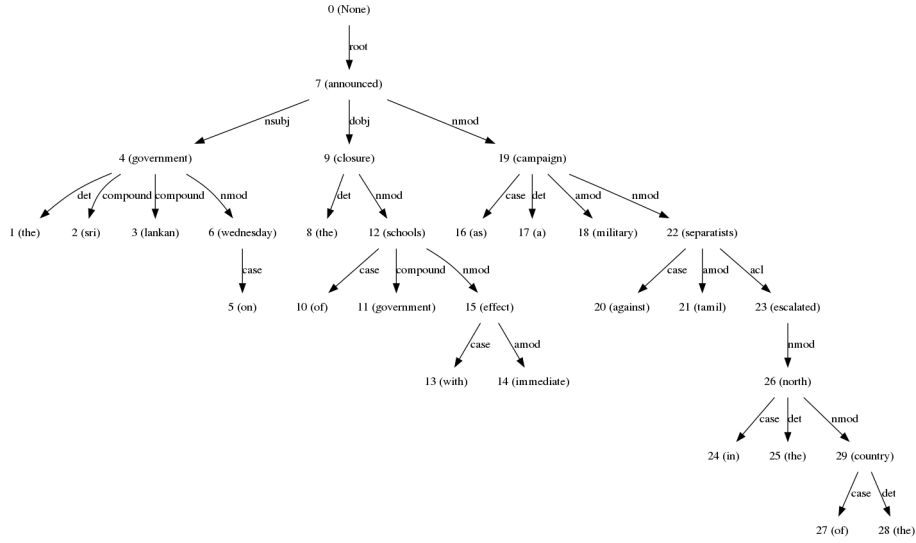 0 (None)
root
7 (announced)
nsubj dobj nmod
4 (government) 9 (closure) 19 (campaign)
det compound compound nmod det nmod case det amod nmod
1 (the) 2 (sri) 3 (lankan) 6 (wednesday) 8 (the) 12 (schools) 16 (as) 17 (a) 18 (military) 22 (separatists)
case case compound nmod case amod acl
5 (on) 10 (of) 11 (government) 15 (effect) 20 (against) 21 (tamil) 23 (escalated)
case amod nmod
13 (with) 14 (immediate) 26 (north)
case det nmod
24 (in) 25 (the) 29 (country)
case det
27 (of) 28 (the)